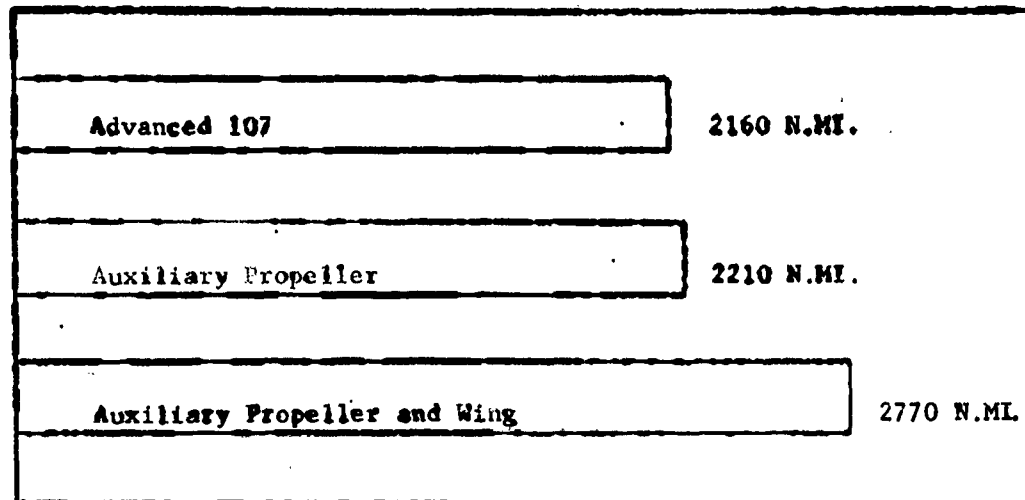 Advanced 107
2160 N.MI.
Auxiliary Propeller
2210 N.MI.
Auxiliary Propeller and Wing
2770 N.MI.